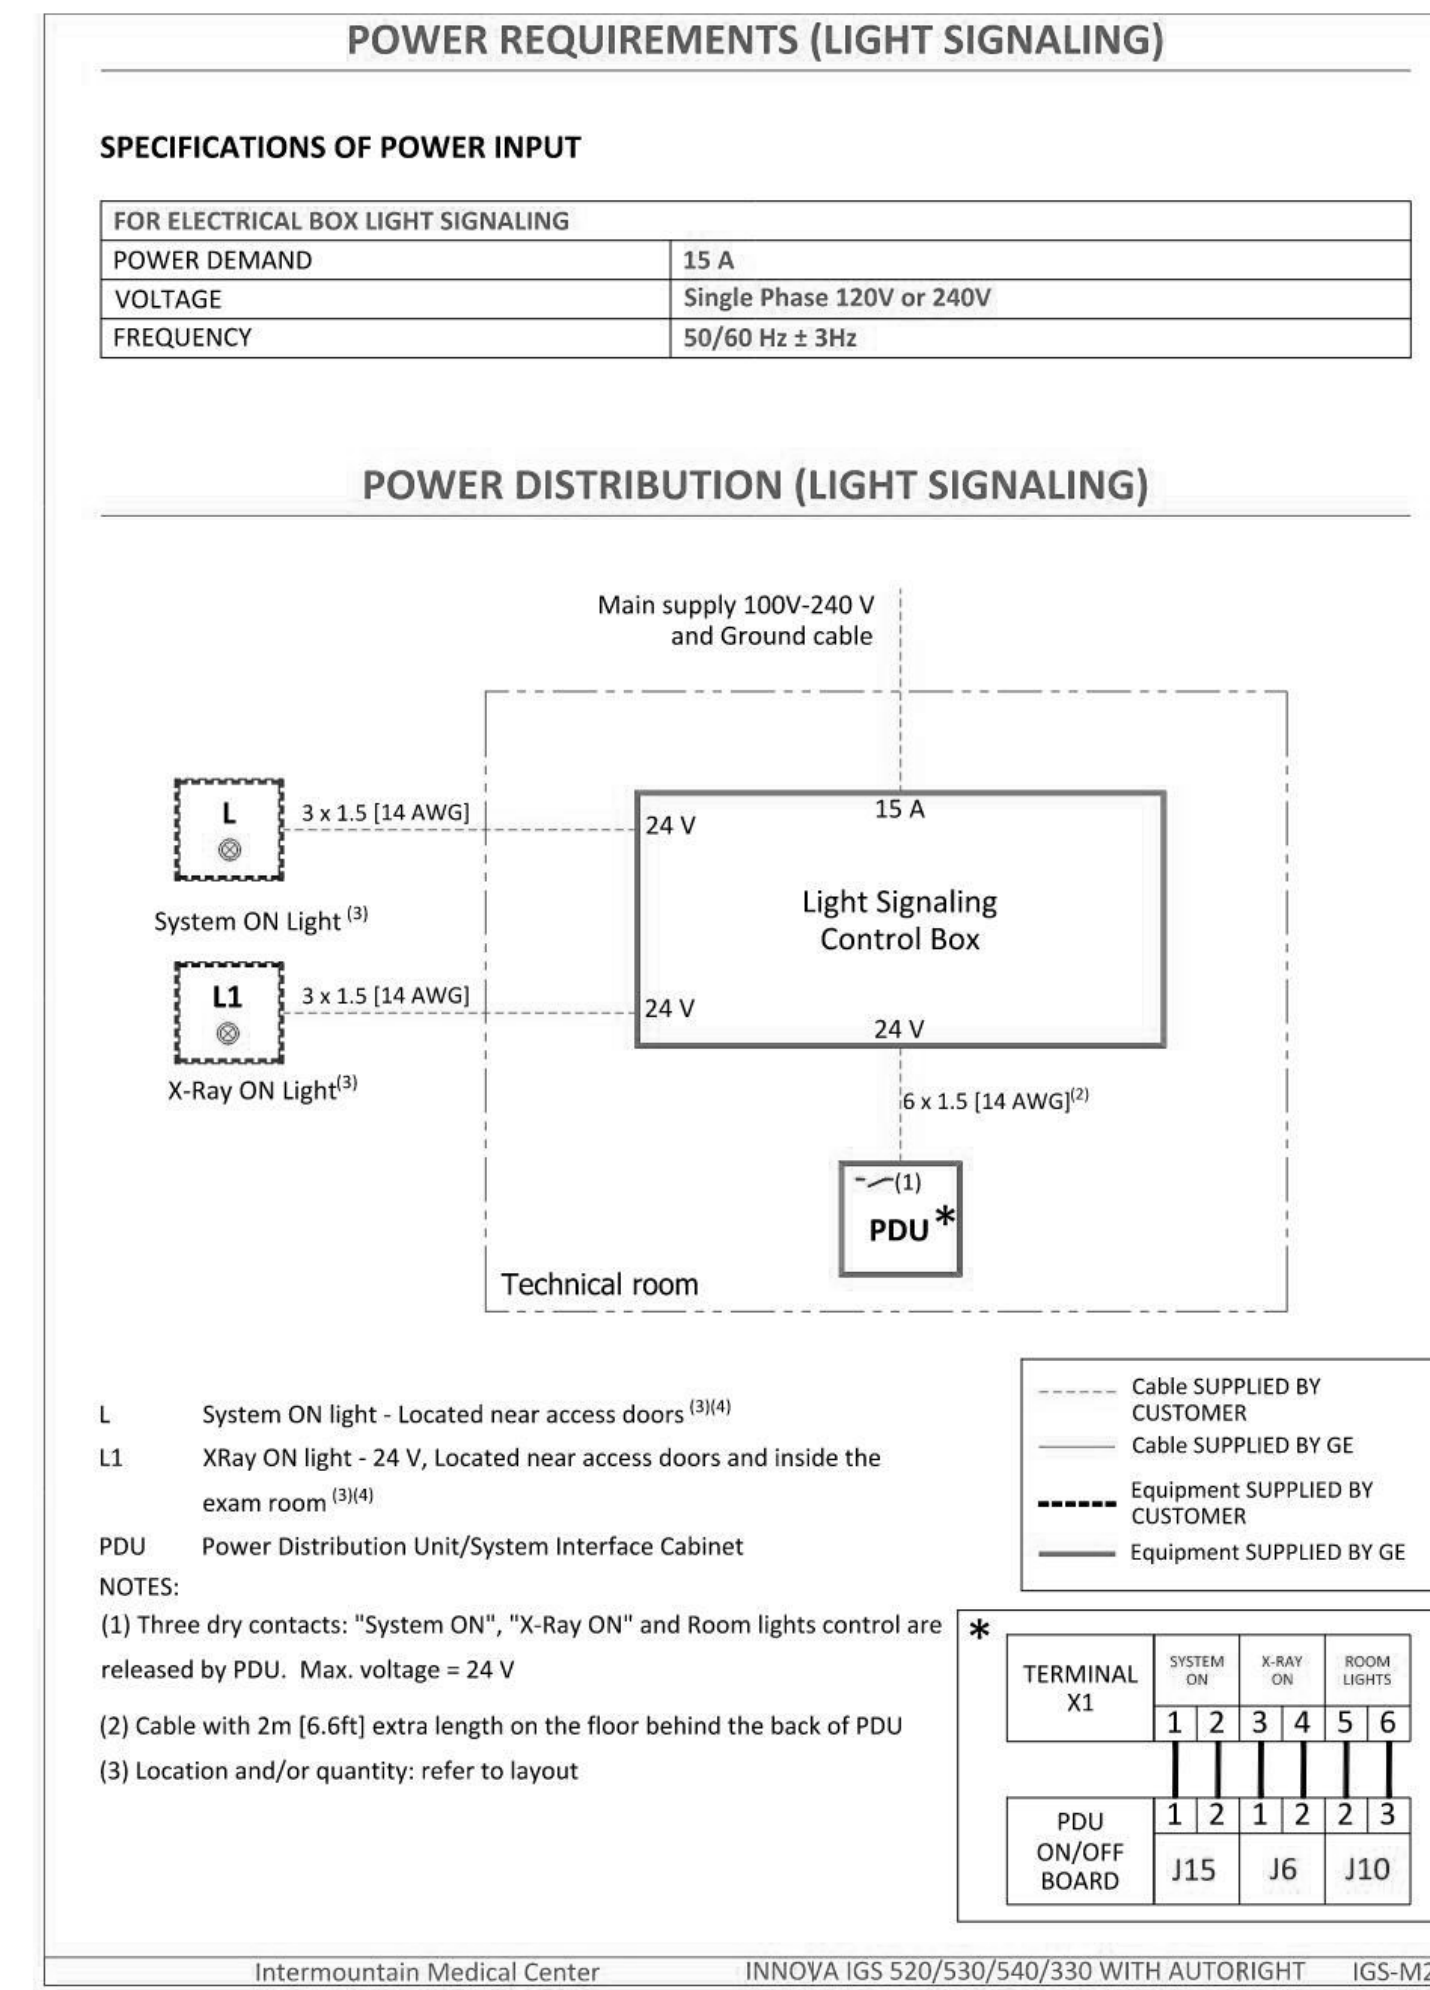 POWER REQUIREMENTS (LIGHT SIGNALING)
SPECIFICATIONS OF POWER INPUT
FOR ELECTRICAL BOX LIGHT SIGNALING
POWER DEMAND 15 A
VOLTAGE Single Phase 120V or 240V
FREQUENCY 50/60 Hz ± 3Hz
POWER DISTRIBUTION (LIGHT SIGNALING)
Main supply 100V-240 V
and Ground cable
15 A
L
3 x 1.5 [14 AWG]
24 V
System ON Light (3)
Light Signaling
Control Box
L1
3 x 1.5 [14 AWG]
24 V
24 V
X-Ray ON Light(3)
6 x 1.5 [14 AWG](2)
(1)
PDU *
Technical room
L System ON light - Located near access doors (3)(4)
L1 XRay ON light - 24 V, Located near access doors and inside the
exam room (3)(4)
PDU Power Distribution Unit/System Interface Cabinet
NOTES:
(1) Three dry contacts: "System ON", "X-Ray ON" and Room lights control are
released by PDU. Max. voltage = 24 V
(2) Cable with 2m [6.6ft] extra length on the floor behind the back of PDU
(3) Location and/or quantity: refer to layout
Cable SUPPLIED BY
CUSTOMER
Cable SUPPLIED BY GE
Equipment SUPPLIED BY
CUSTOMER
Equipment SUPPLIED BY GE
*
TERMINAL
X1
SYSTEM
ON
X-RAY
ON
ROOM
LIGHTS
1 2 3 4 5 6
PDU
ON/OFF
BOARD
1 2 1 2 2 3
J15 J6 J10
Intermountain Medical Center INNOVA IGS 520/530/540/330 WITH AUTORIGHT IGS-M2